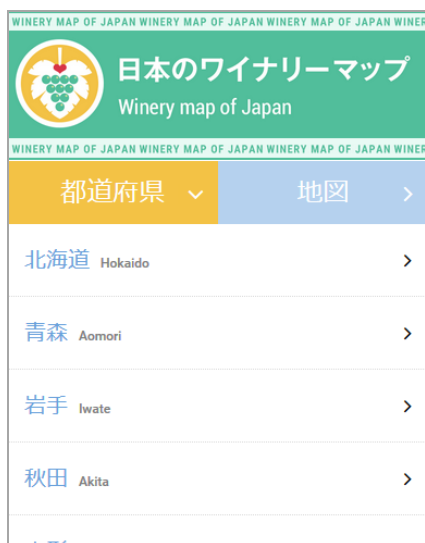 WINERY MAP OF JAPAN WINERY MAP OF JAPAN WINERY MAP OF JAPAN WINER
日本のワイナリーマップ
Winery map of Japan
WINERY MAP OF JAPAN WINERY MAP OF JAPAN WINERY MAP OF JAPAN WINER
都道府県 地図
北海道 Hokaido
青森 Aomori
岩手 Iwate
秋田 Akita